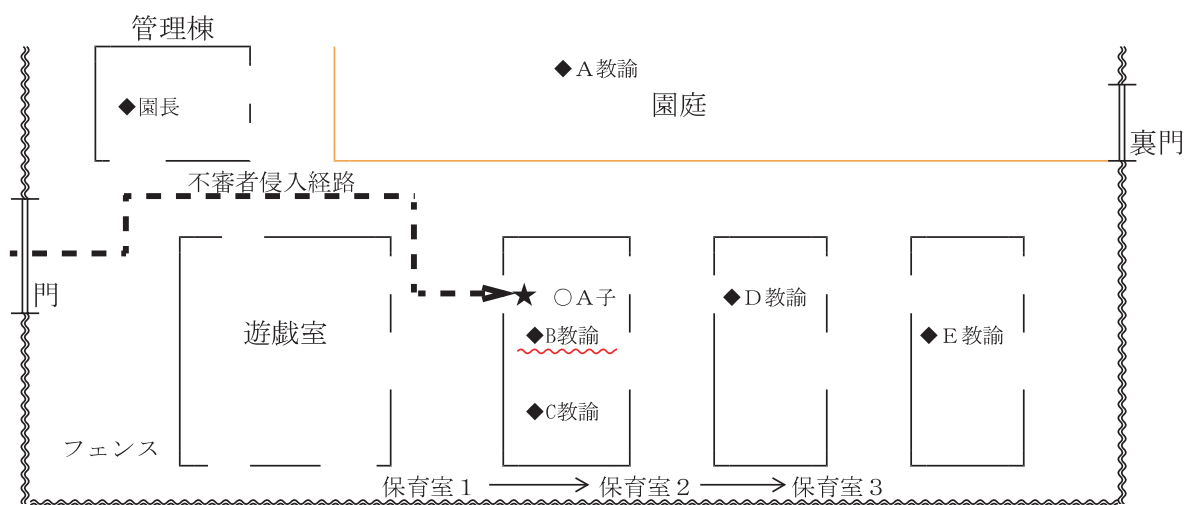 管理棟
◆園長
◆A教諭
園庭
裏門
不審者侵入経路
門
遊戯室
★ ○A子
◆B教諭
◆C教諭
◆D教諭
◆E教諭
フェンス
保育室1 → 保育室2 → 保育室3